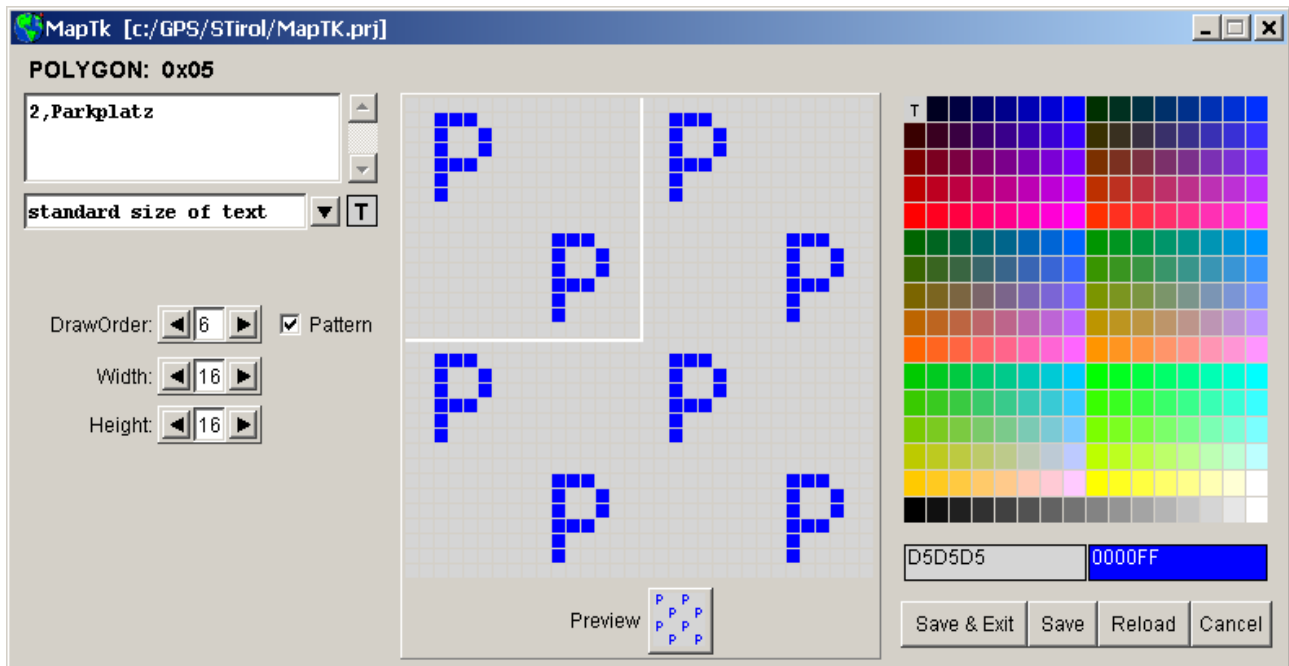 MapTk [c:/GPS/STirol/MapTK.prj]
POLYGON: 0x05
2,Parkplatz
standard size of text
T
DrawOrder: 6
Pattern
Width: 16
Height: 16
P P
P P
P P
P P
Preview
P P
P P
P P
P P
T
D5D5D5
0000FF
Save & Exit
Save
Reload
Cancel